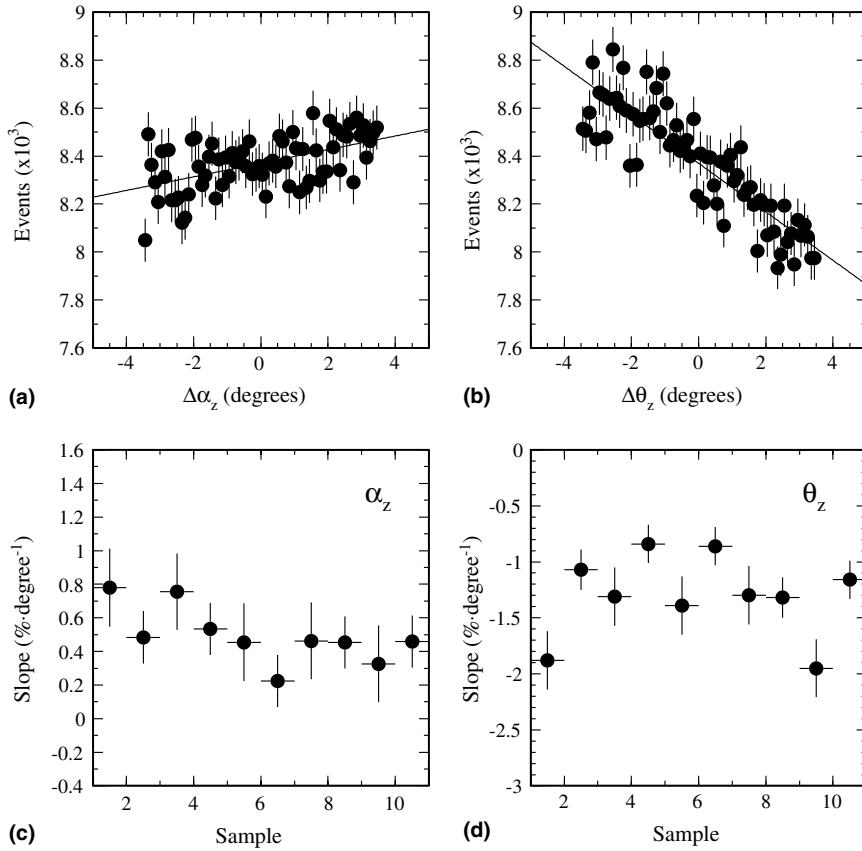 9
8.8
8.6
8.4
8.2
8
7.8
7.6
Events (x10³)
-4 -2 0 2 4
Δα_z (degrees)
(a)
9
8.8
8.6
8.4
8.2
8
7.8
7.6
Events (x10³)
-4 -2 0 2 4
Δθ_z (degrees)
(b)
1.6
1.4
1.2
1
0.8
0.6
0.4
0.2
0
-0.2
-0.4
Slope (%·degree⁻¹)
α_z
2 4 6 8 10
Sample
(c)
0
-0.5
-1
-1.5
-2
-2.5
-3
Slope (%·degree⁻¹)
θ_z
2 4 6 8 10
Sample
(d)